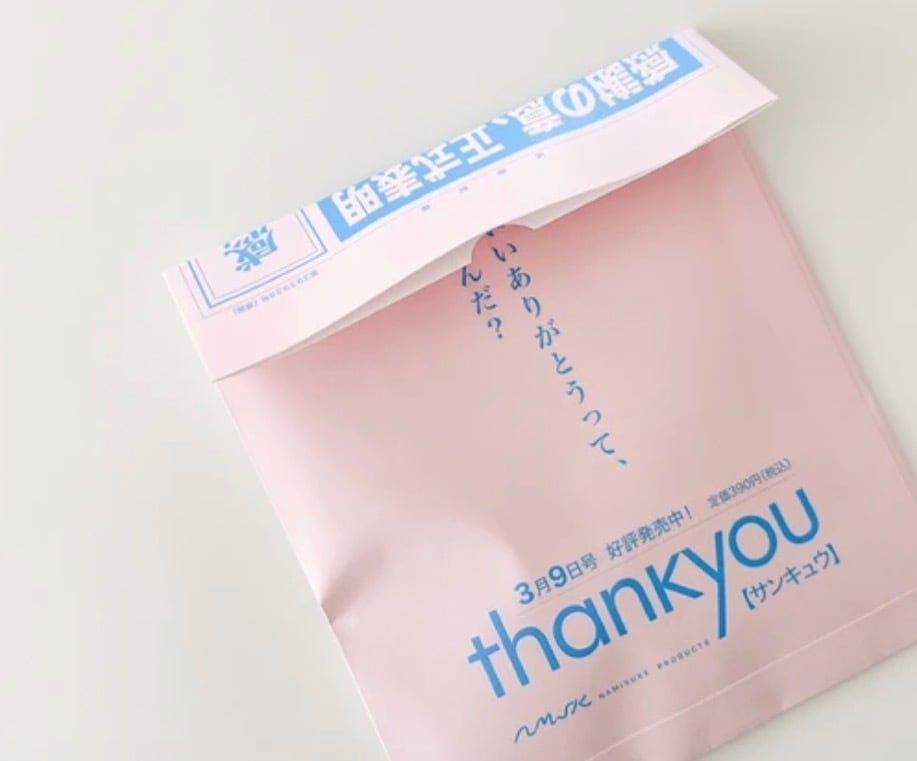 感謝の意、正式表明
感
いありがとうって、
んだ?
3月9日号 好評発売中! 定価390円(税込)
thankyou
【サンキュウ】
NAMISUKE PRODUCTS